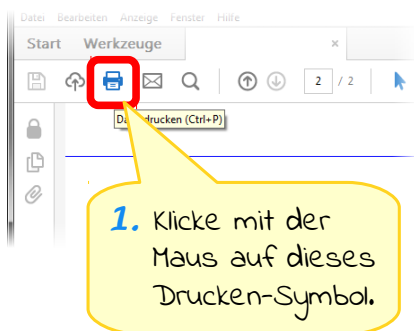 Datei Bearbeiten Anzeige Fenster Hilfe
Start Werkzeuge
2 / 2
drucken (Ctrl+P)
1. Klicke mit der
Maus auf dieses
Drucken-Symbol.